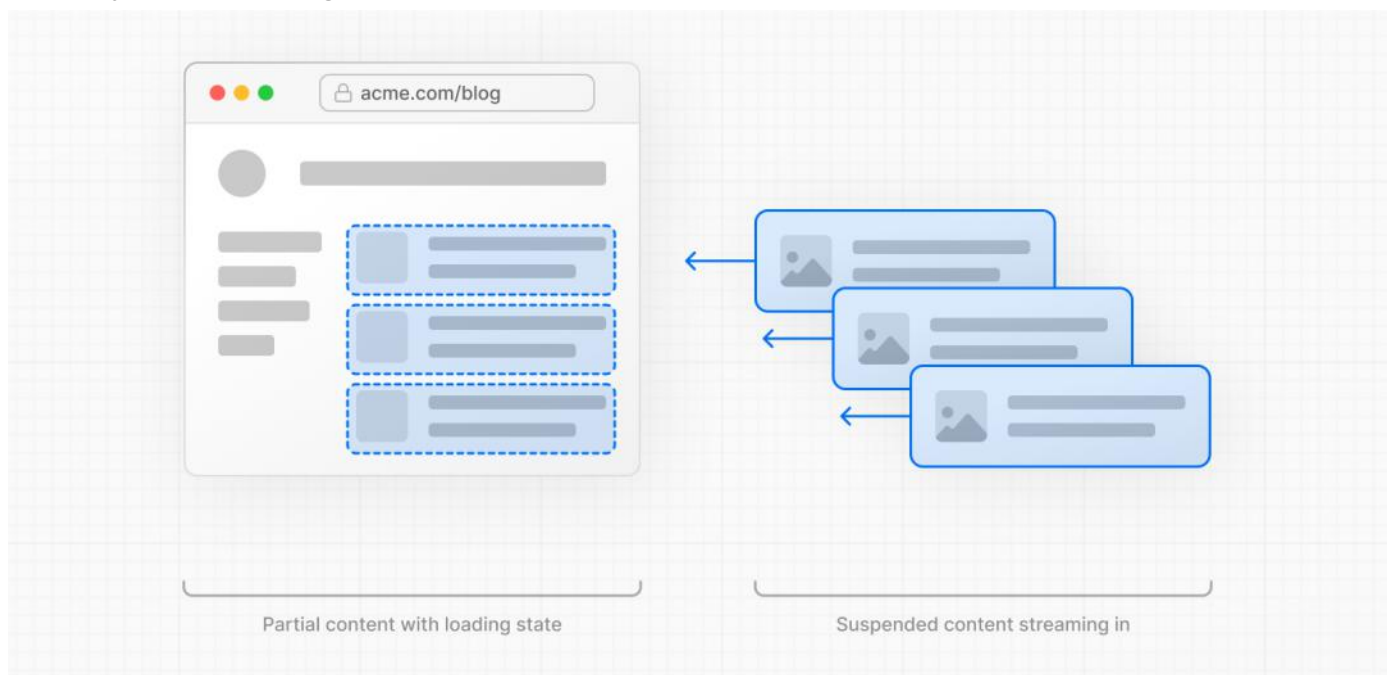 acme.com/blog
Partial content with loading state
Suspended content streaming in